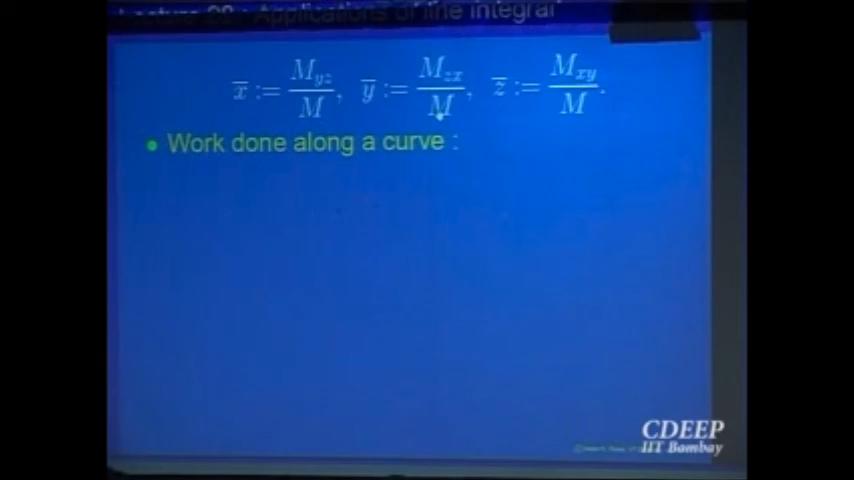 Applications of line integral
x̄ := M_yz / M, ȳ := M_zx / M, z̄ := M_xy / M.
• Work done along a curve :
CDEEP
IIT Bombay